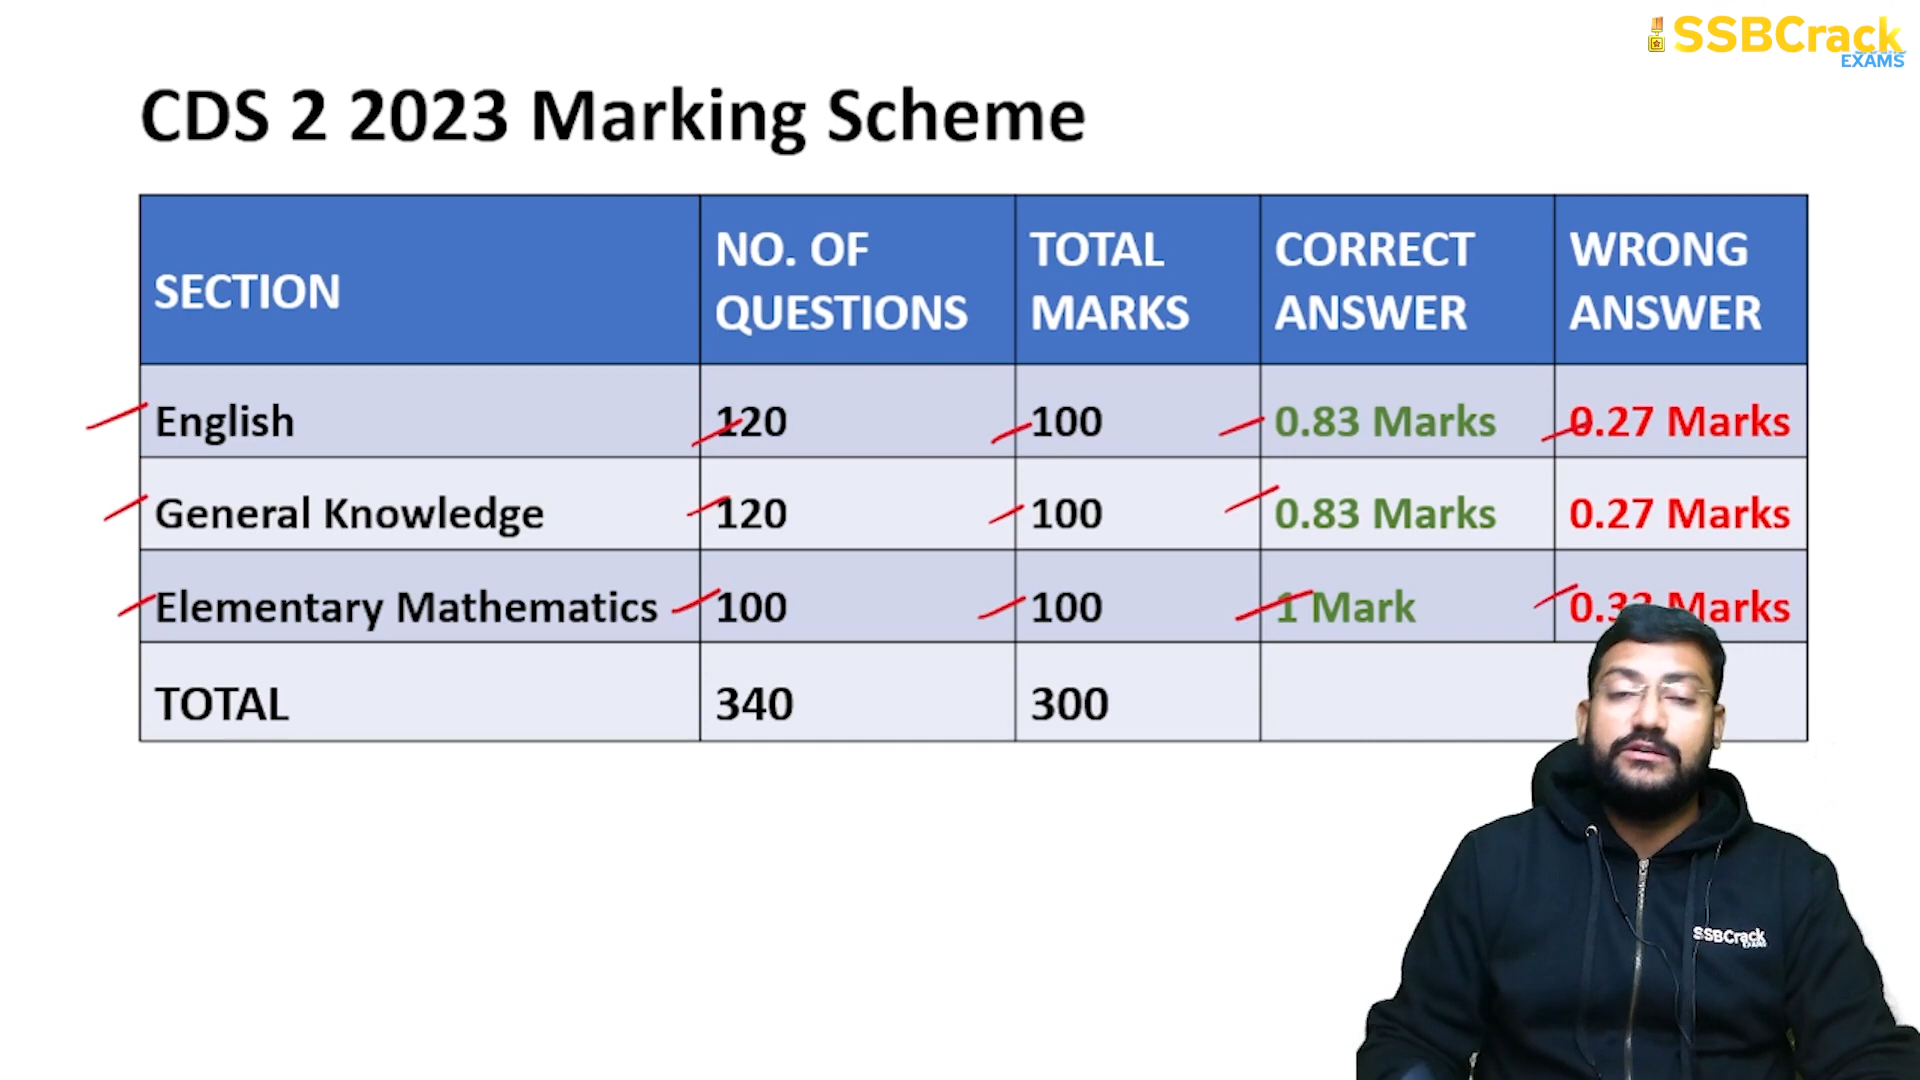 SSBCrack
EXAMS
CDS 2 2023 Marking Scheme
SECTION NO. OF QUESTIONS TOTAL MARKS CORRECT ANSWER WRONG ANSWER
English 120 100 0.83 Marks 0.27 Marks
General Knowledge 120 100 0.83 Marks 0.27 Marks
Elementary Mathematics 100 100 1 Mark Marks
TOTAL 340 300
SSBCrack
EXAMS